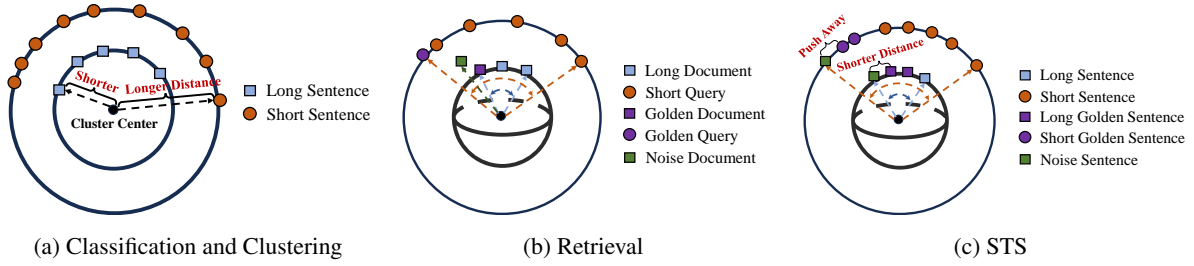 Shorter
Longer Distance
Cluster Center
Long Sentence
Short Sentence
(a) Classification and Clustering
Long Document
Short Query
Golden Document
Golden Query
Noise Document
(b) Retrieval
Push Away
Shorter Distance
Long Sentence
Short Sentence
Long Golden Sentence
Short Golden Sentence
Noise Sentence
(c) STS